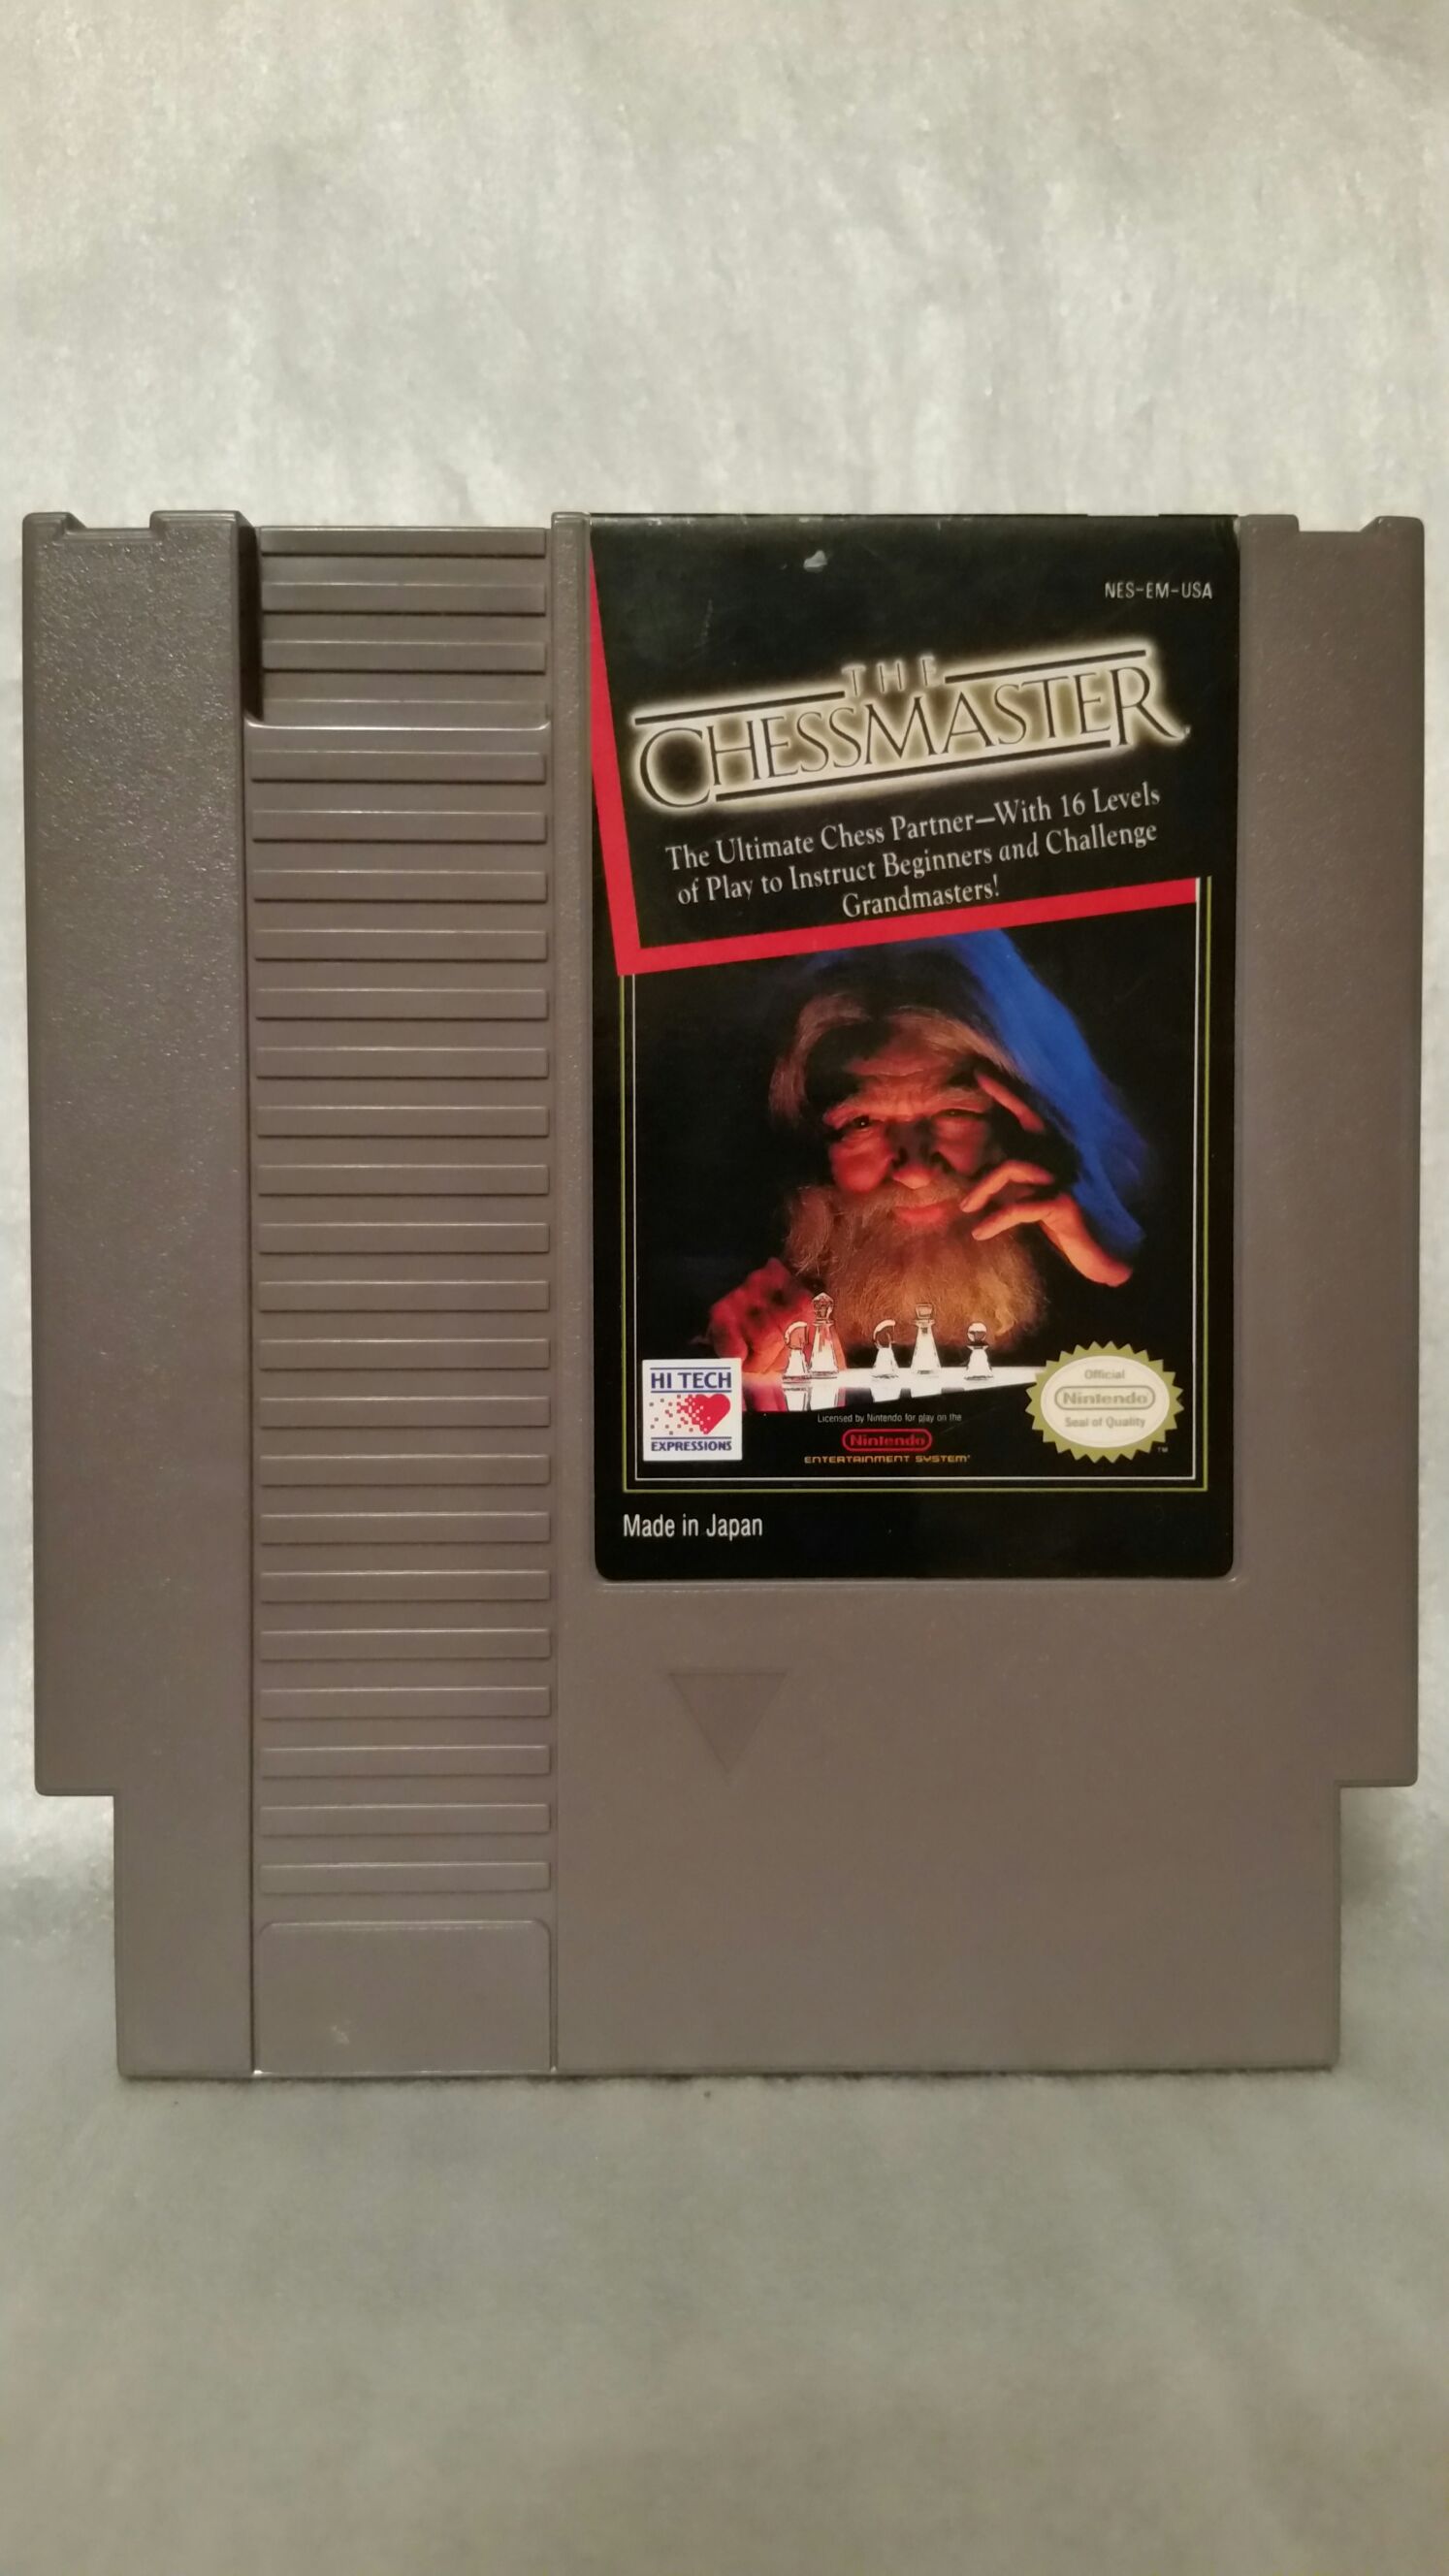 NES-EM-USA
THE
CHESSMASTER
The Ultimate Chess Partner—With 16 Levels
of Play to Instruct Beginners and Challenge
Grandmasters!
HI TECH
EXPRESSIONS
Licensed by Nintendo for play on the
Nintendo
ENTERTAINMENT SYSTEM
Official
Nintendo
Seal of Quality
TM
Made in Japan